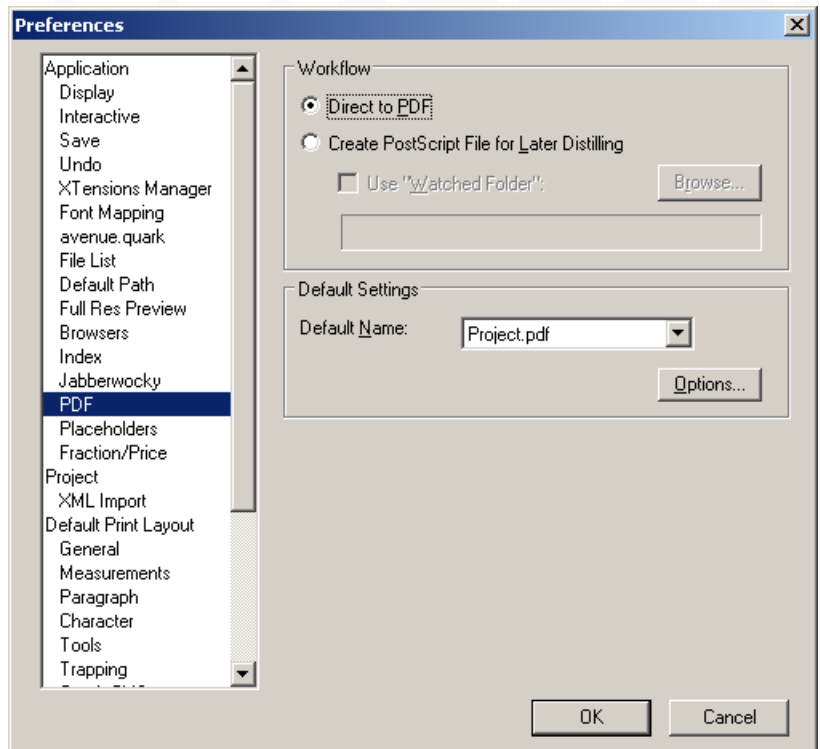 Preferences
Application
Display
Interactive
Save
Undo
XTensions Manager
Font Mapping
avenue.quark
File List
Default Path
Full Res Preview
Browsers
Index
Jabberwocky
PDF
Placeholders
Fraction/Price
Project
XML Import
Default Print Layout
General
Measurements
Paragraph
Character
Tools
Trapping
Workflow
Direct to PDF
Create PostScript File for Later Distilling
Use "Watched Folder":
Browse...
Default Settings
Default Name:
Project.pdf
Options...
OK
Cancel